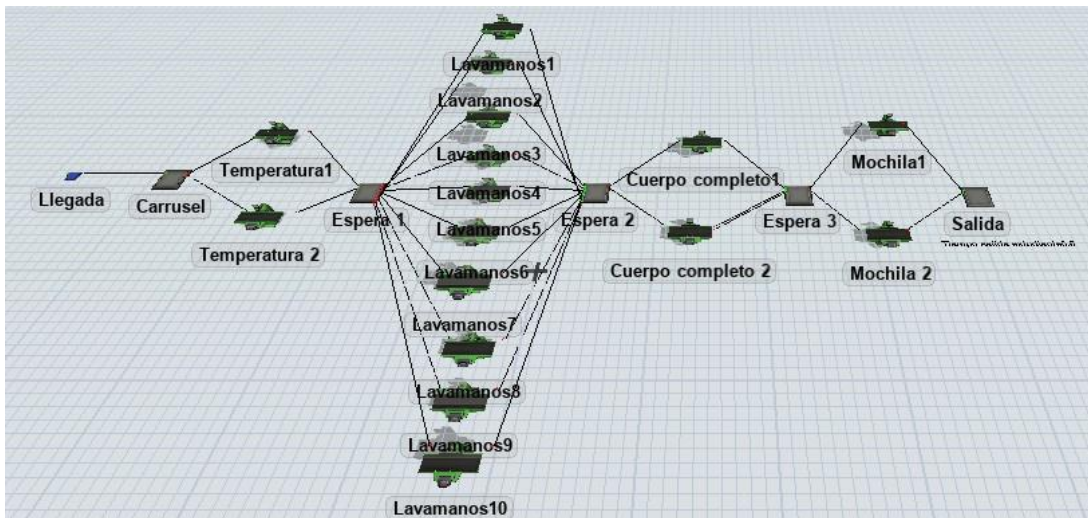 Llegada
Carrusel
Temperatura1
Temperatura 2
Espera 1
Lavamanos1
Lavamanos2
Lavamanos3
Lavamanos4
Lavamanos5
Lavamanos6
Lavamanos7
Lavamanos8
Lavamanos9
Lavamanos10
Espera 2
Cuerpo completo1
Cuerpo completo 2
Espera 3
Mochila1
Mochila 2
Salida